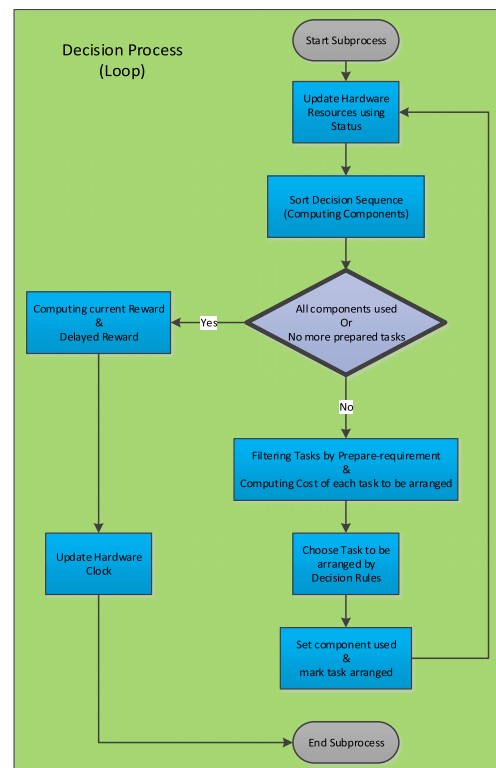 Decision Process
(Loop)
Start Subprocess
Update Hardware
Resources using
Status
Sort Decision Sequence
(Computing Components)
All components used
Or
No more prepared tasks
Yes
Computing current Reward
&
Delayed Reward
No
Filtering Tasks by Prepare-requirement
&
Computing Cost of each task to be arranged
Update Hardware
Clock
Choose Task to be
arranged by
Decision Rules
Set component used
&
mark task arranged
End Subprocess